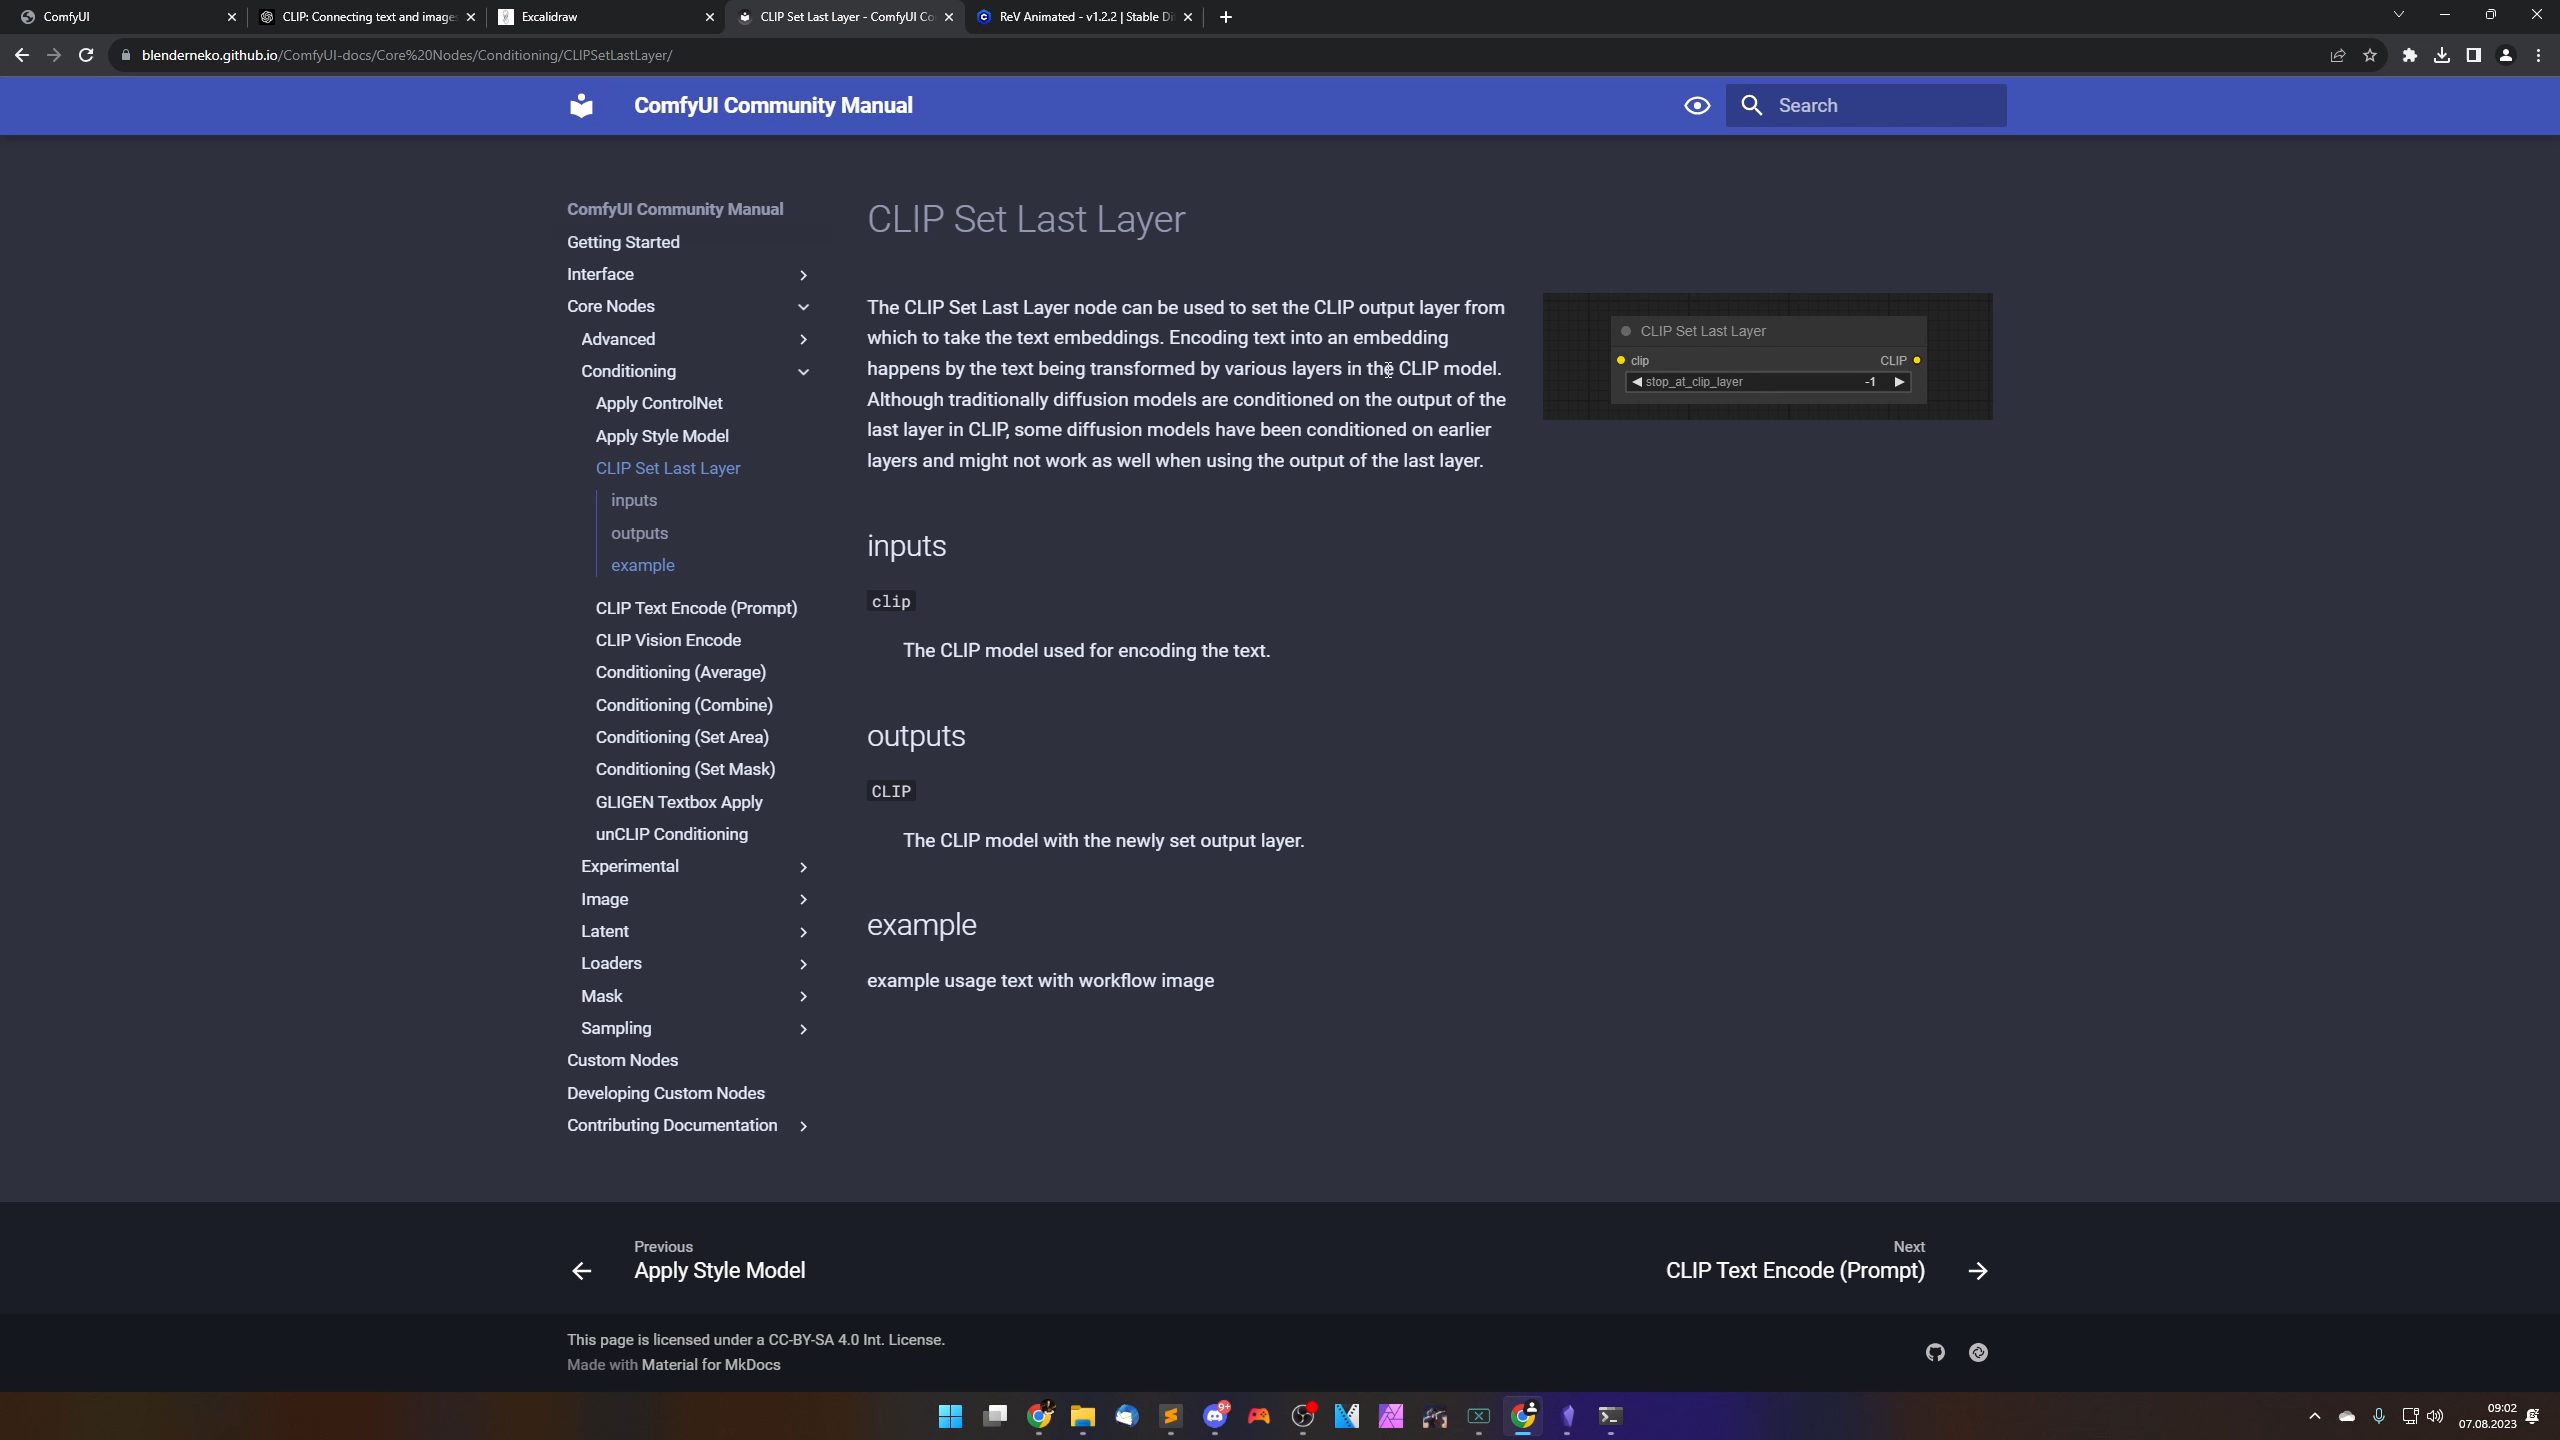 ComfyUI
CLIP: Connecting text and image
Excalidraw
CLIP Set Last Layer - ComfyUI Co
ReV Animated - v1.2.2 | Stable Di
blenderneko.github.io/ComfyUI-docs/Core%20Nodes/Conditioning/CLIPSetLastLayer/
ComfyUI Community Manual
Search
ComfyUI Community Manual
Getting Started
Interface
Core Nodes
Advanced
Conditioning
Apply ControlNet
Apply Style Model
CLIP Set Last Layer
inputs
outputs
example
CLIP Text Encode (Prompt)
CLIP Vision Encode
Conditioning (Average)
Conditioning (Combine)
Conditioning (Set Area)
Conditioning (Set Mask)
GLIGEN Textbox Apply
unCLIP Conditioning
Experimental
Image
Latent
Loaders
Mask
Sampling
Custom Nodes
Developing Custom Nodes
Contributing Documentation
CLIP Set Last Layer
The CLIP Set Last Layer node can be used to set the CLIP output layer from
which to take the text embeddings. Encoding text into an embedding
happens by the text being transformed by various layers in the CLIP model.
Although traditionally diffusion models are conditioned on the output of the
last layer in CLIP, some diffusion models have been conditioned on earlier
layers and might not work as well when using the output of the last layer.
CLIP Set Last Layer
clip CLIP
stop_at_clip_layer -1
inputs
clip
The CLIP model used for encoding the text.
outputs
CLIP
The CLIP model with the newly set output layer.
example
example usage text with workflow image
Previous
Apply Style Model
Next
CLIP Text Encode (Prompt)
This page is licensed under a CC-BY-SA 4.0 Int. License.
Made with Material for MkDocs
9+
09:02
07.08.2023